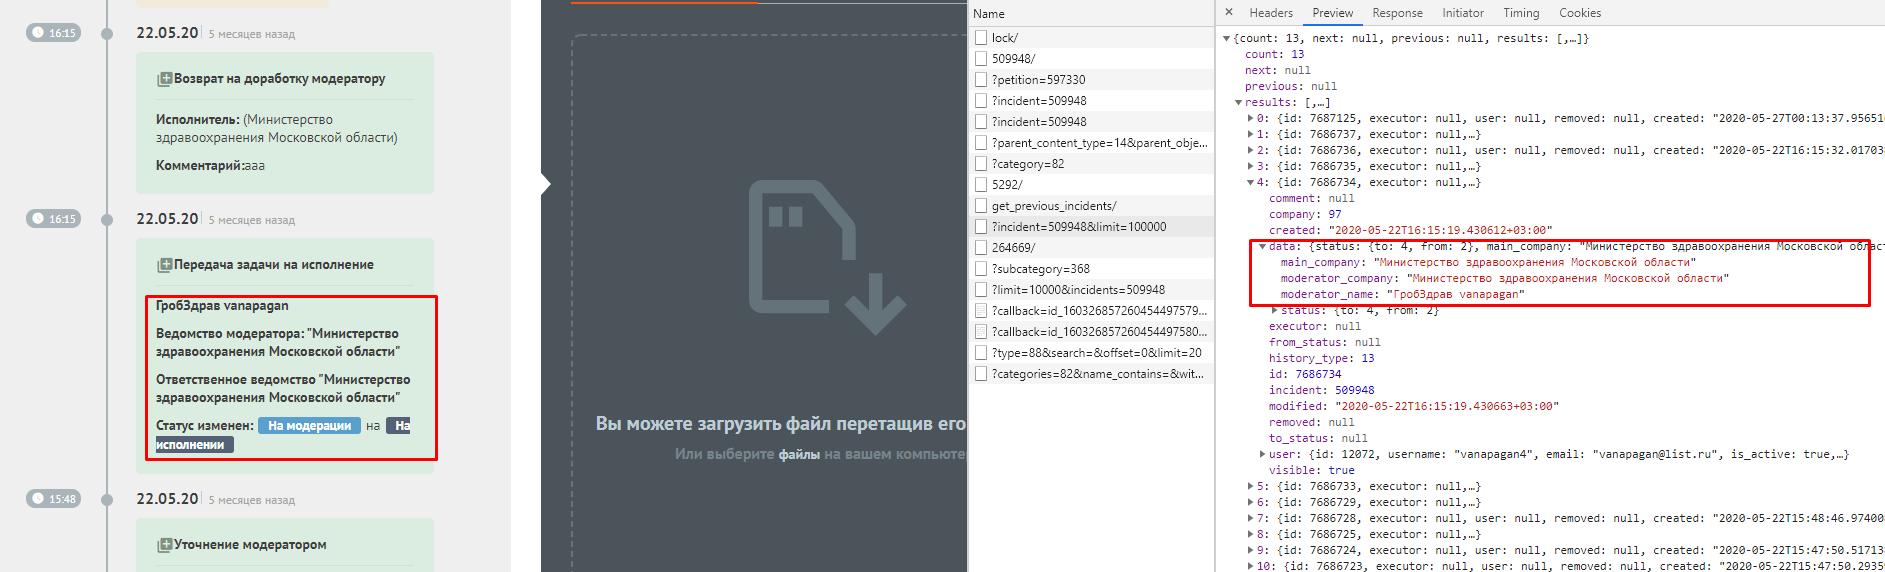 16:15
22.05.20
5 месяцев назад
Возврат на доработку модератору
Исполнитель: (Министерство
здравоохранения Московской области)
Комментарий:ааа
16:15
22.05.20
5 месяцев назад
Передача задачи на исполнение
ГробЗдрав vanapagan
Ведомство модератора: "Министерство
здравоохранения Московской области"
Ответственное ведомство "Министерство
здравоохранения Московской области"
Статус изменен: На модерации на На
исполнении
15:48
22.05.20
5 месяцев назад
Уточнение модератором
Вы можете загрузить файл перетащив его
Или выберите файлы на вашем компьюте
Name
lock/
509948/
?petition=597330
?incident=509948
?incident=509948
?parent_content_type=14&parent_obje...
?category=82
5292/
get_previous_incidents/
?incident=509948&limit=100000
264669/
?subcategory=368
?limit=10000&incidents=509948
?callback=id_160326857260454497579...
?callback=id_160326857260454497580...
?type=88&search=&offset=0&limit=20
?categories=82&name_contains=&wit...
× Headers Preview Response Initiator Timing Cookies
{count: 13, next: null, previous: null, results: [,…]}
count: 13
next: null
previous: null
results: [,…]
0: {id: 7687125, executor: null, user: null, removed: null, created: "2020-05-27T00:13:37.95651
1: {id: 7686737, executor: null,…}
2: {id: 7686736, executor: null, user: null, removed: null, created: "2020-05-22T16:15:32.01703
3: {id: 7686735, executor: null,…}
4: {id: 7686734, executor: null,…}
comment: null
company: 97
created: "2020-05-22T16:15:19.430612+03:00"
data: {status: {to: 4, from: 2}, main_company: "Министерство здравоохранения Московской облас
main_company: "Министерство здравоохранения Московской области"
moderator_company: "Министерство здравоохранения Московской области"
moderator_name: "ГробЗдрав vanapagan"
status: {to: 4, from: 2}
executor: null
from_status: null
history_type: 13
id: 7686734
incident: 509948
modified: "2020-05-22T16:15:19.430663+03:00"
removed: null
to_status: null
user: {id: 12072, username: "vanapagan4", email: "vanapagan@list.ru", is_active: true,…}
visible: true
5: {id: 7686733, executor: null,…}
6: {id: 7686729, executor: null,…}
7: {id: 7686728, executor: null, user: null, removed: null, created: "2020-05-22T15:48:46.97400
8: {id: 7686725, executor: null,…}
9: {id: 7686724, executor: null, user: null, removed: null, created: "2020-05-22T15:47:50.51713
10: {id: 7686723, executor: null, user: null, removed: null, created: "2020-05-22T15:47:50.2935